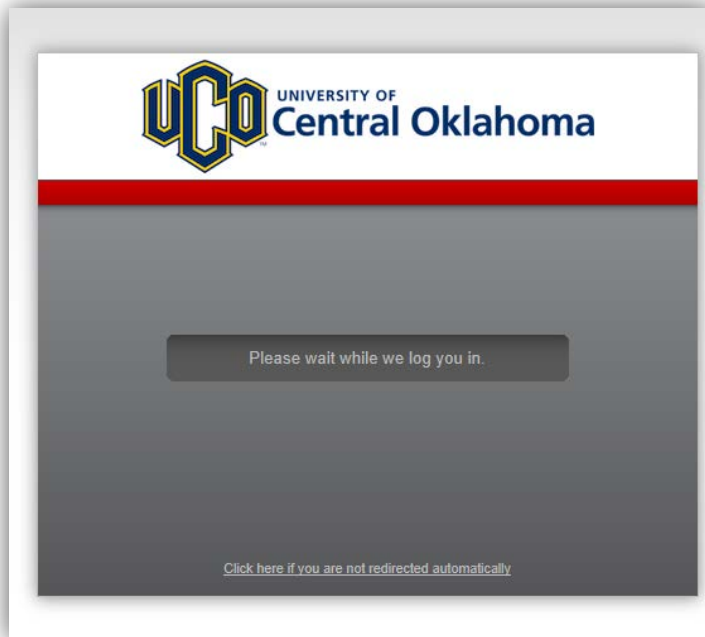 UCO
UNIVERSITY OF
Central Oklahoma
TM
Please wait while we log you in.
Click here if you are not redirected automatically